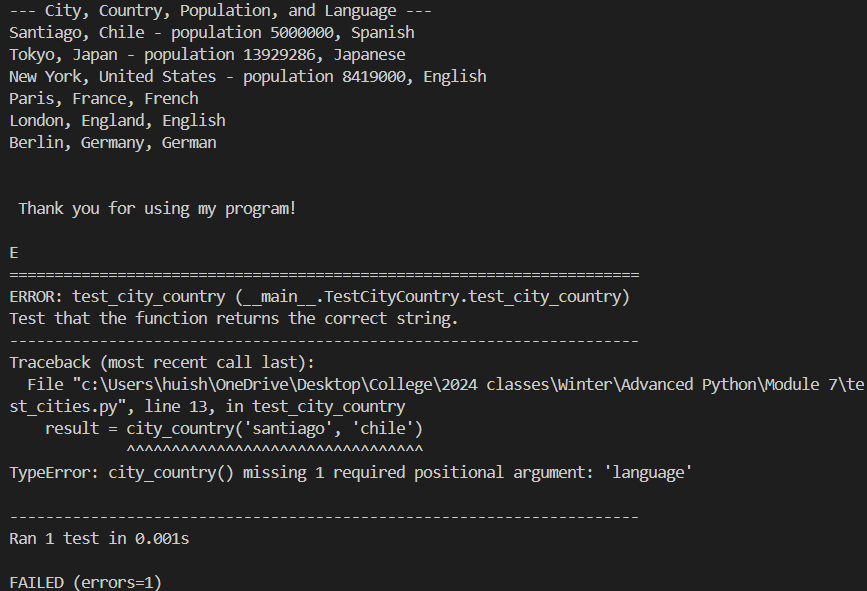 --- City, Country, Population, and Language ---
Santiago, Chile - population 5000000, Spanish
Tokyo, Japan - population 13929286, Japanese
New York, United States - population 8419000, English
Paris, France, French
London, England, English
Berlin, Germany, German
Thank you for using my program!
E
======================================================================
ERROR: test_city_country (__main__.TestCityCountry.test_city_country)
Test that the function returns the correct string.
----------------------------------------------------------------------
Traceback (most recent call last):
  File "c:\Users\huish\OneDrive\Desktop\College\2024 classes\Winter\Advanced Python\Module 7\te
st_cities.py", line 13, in test_city_country
    result = city_country('santiago', 'chile')
             ^^^^^^^^^^^^^^^^^^^^^^^^^^^^^^^^^
TypeError: city_country() missing 1 required positional argument: 'language'
----------------------------------------------------------------------
Ran 1 test in 0.001s
FAILED (errors=1)